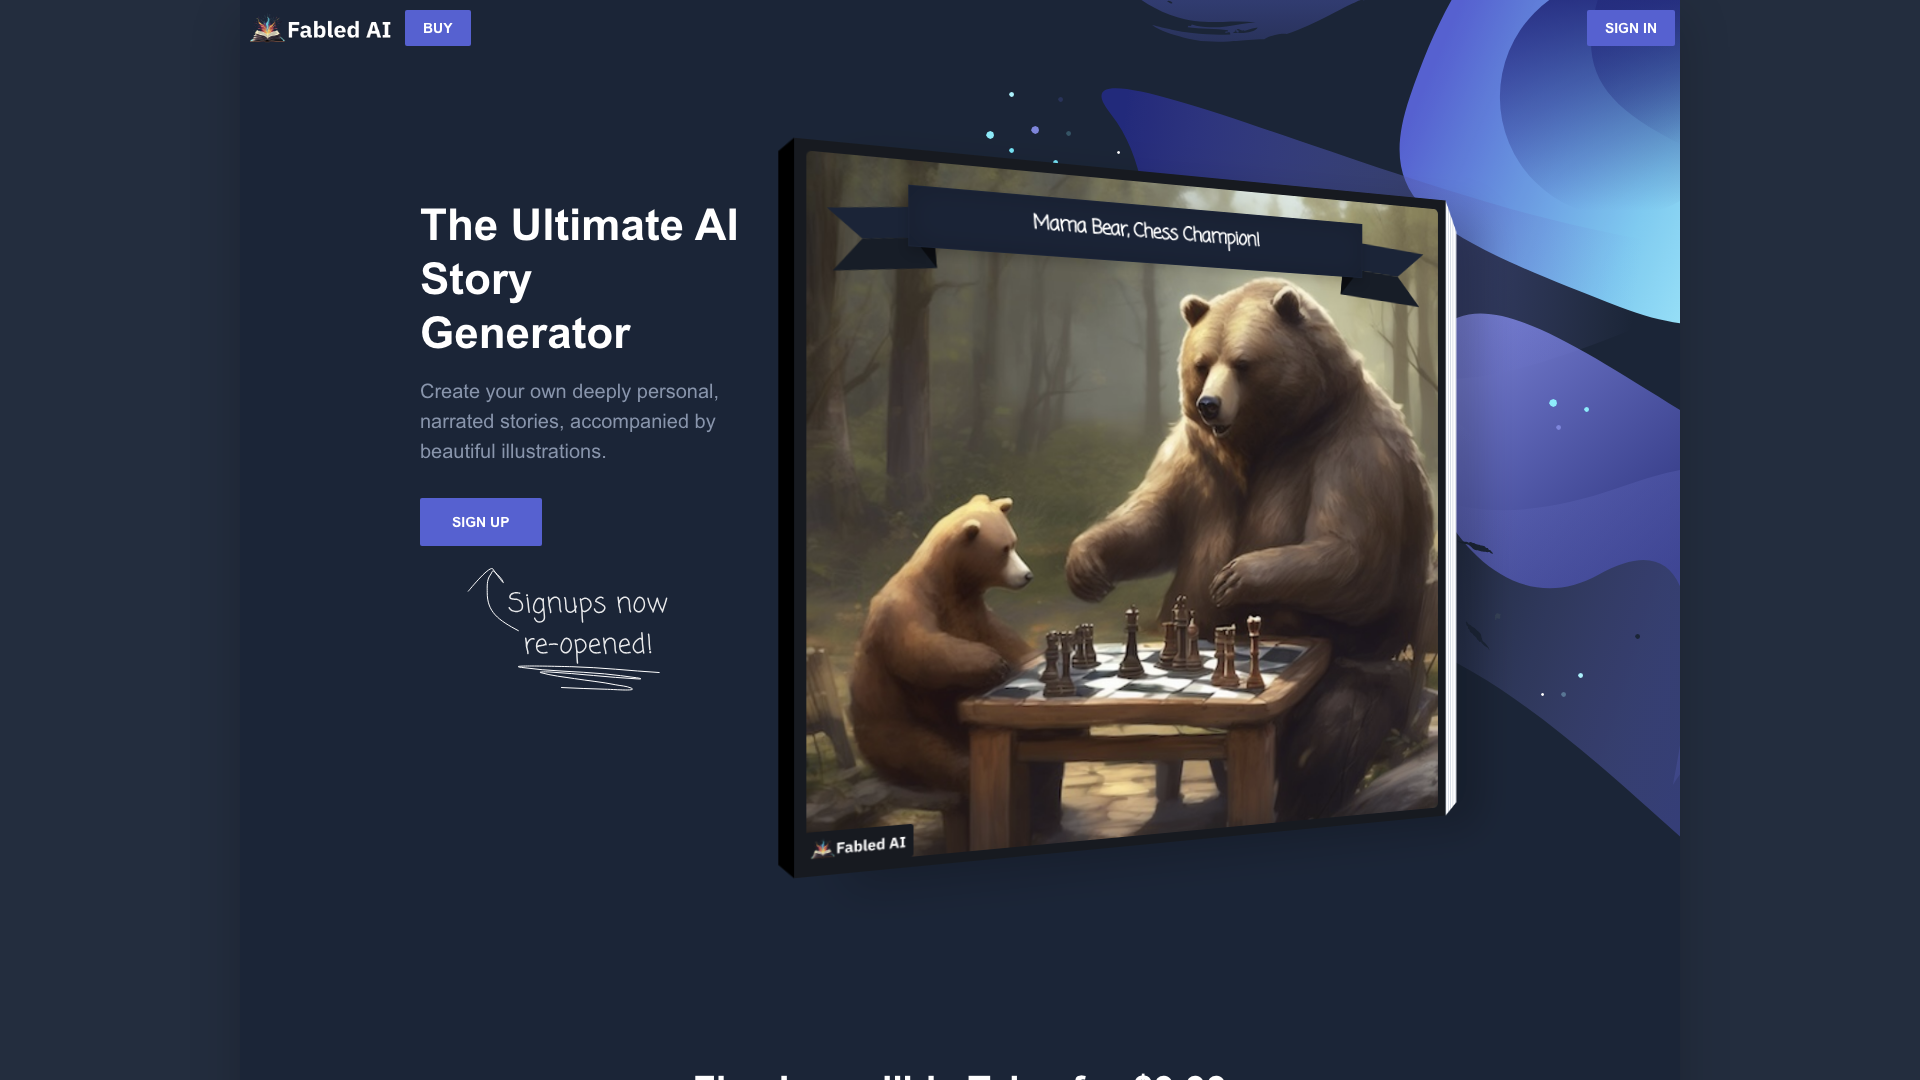 Fabled AI
BUY
SIGN IN
The Ultimate AI
Story
Generator
Create your own deeply personal,
narrated stories, accompanied by
beautiful illustrations.
SIGN UP
Signups now
re-opened!
Mama Bear, Chess Champion!
Fabled AI